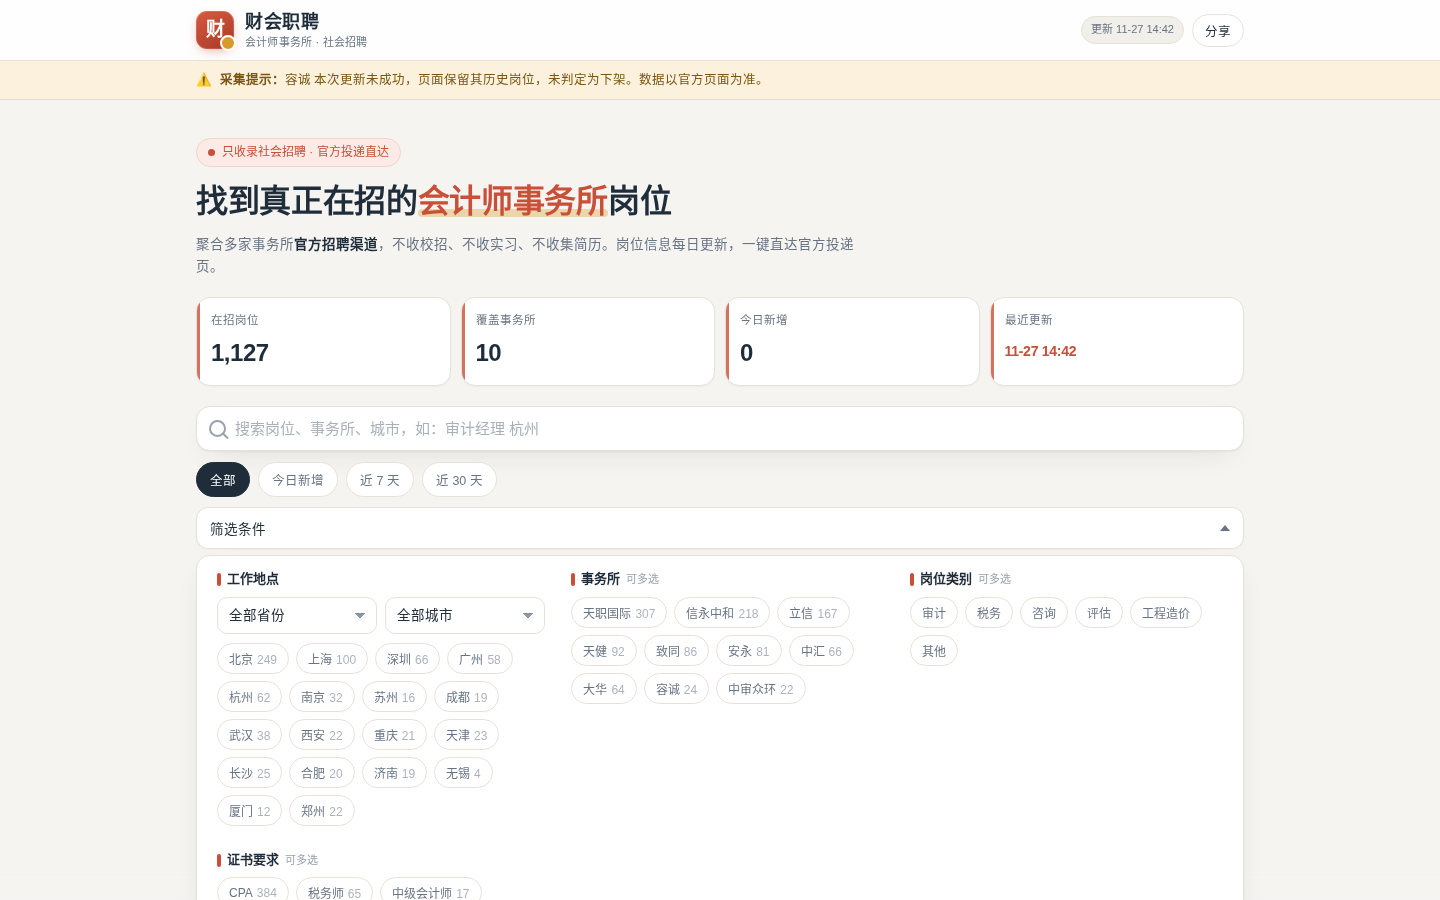 财
财会职聘
会计师事务所 · 社会招聘
更新 11-27 14:42
分享
⚠️ 采集提示：容诚 本次更新未成功，页面保留其历史岗位，未判定为下架。数据以官方页面为准。
只收录社会招聘 · 官方投递直达
找到真正在招的会计师事务所岗位
聚合多家事务所官方招聘渠道，不收校招、不收实习、不收集简历。岗位信息每日更新，一键直达官方投递
页。
在招岗位
1,127
覆盖事务所
10
今日新增
0
最近更新
11-27 14:42
搜索岗位、事务所、城市，如：审计经理 杭州
全部 今日新增 近 7 天 近 30 天
筛选条件
工作地点
全部省份 全部城市
北京 249 上海 100 深圳 66 广州 58
杭州 62 南京 32 苏州 16 成都 19
武汉 38 西安 22 重庆 21 天津 23
长沙 25 合肥 20 济南 19 无锡 4
厦门 12 郑州 22
事务所 可多选
天职国际 307 信永中和 218 立信 167
天健 92 致同 86 安永 81 中汇 66
大华 64 容诚 24 中审众环 22
岗位类别 可多选
审计 税务 咨询 评估 工程造价
其他
证书要求 可多选
CPA 384 税务师 65 中级会计师 17